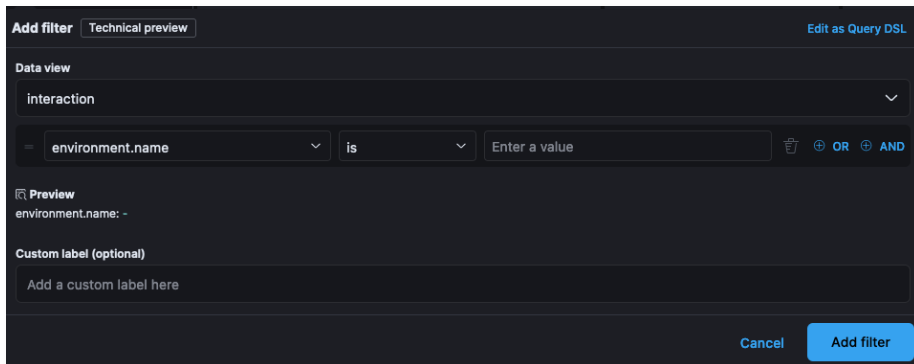 Add filter Technical preview Edit as Query DSL
Data view
interaction
environment.name is Enter a value OR AND
Preview
environment.name: -
Custom label (optional)
Add a custom label here
Cancel Add filter